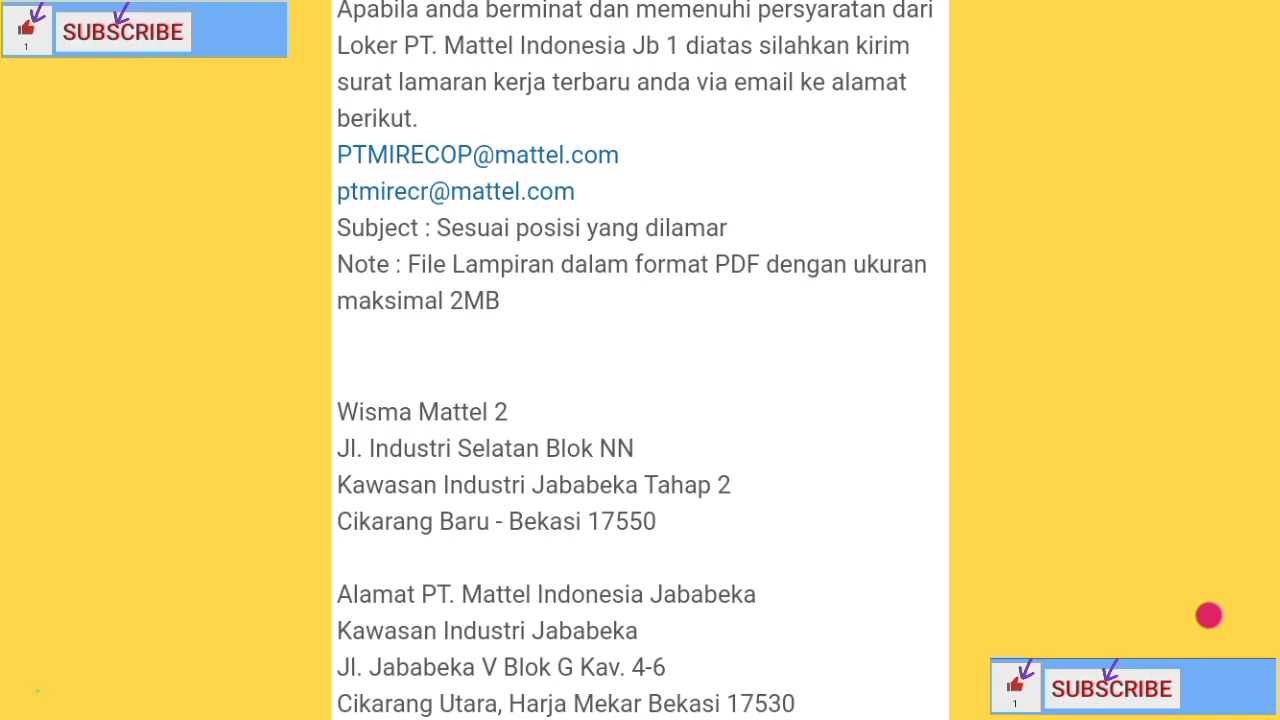 1
SUBSCRIBE
Apabila anda berminat dan memenuhi persyaratan dari
Loker PT. Mattel Indonesia Jb 1 diatas silahkan kirim
surat lamaran kerja terbaru anda via email ke alamat
berikut.
PTMIRECOP@mattel.com
ptmirecr@mattel.com
Subject : Sesuai posisi yang dilamar
Note : File Lampiran dalam format PDF dengan ukuran
maksimal 2MB
Wisma Mattel 2
Jl. Industri Selatan Blok NN
Kawasan Industri Jababeka Tahap 2
Cikarang Baru - Bekasi 17550
Alamat PT. Mattel Indonesia Jababeka
Kawasan Industri Jababeka
Jl. Jababeka V Blok G Kav. 4-6
Cikarang Utara, Harja Mekar Bekasi 17530
1
SUBSCRIBE